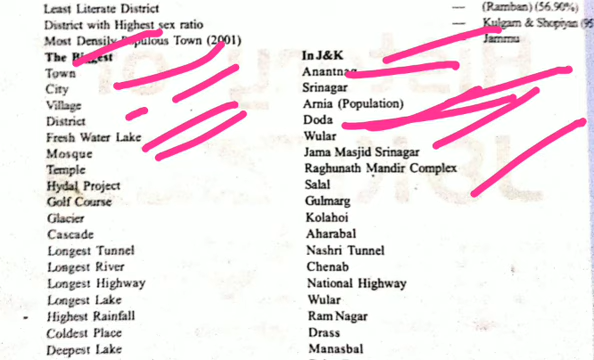 Least Literate District — (Ramban) (56.90%)
District with Highest sex ratio — Kulgam & Shopiyan (95
Most Densily Populous Town (2001) Jammu
The Biggest In J&K
Town Anantnag
City Srinagar
Village Arnia (Population)
District Doda
Fresh Water Lake Wular
Mosque Jama Masjid Srinagar
Temple Raghunath Mandir Complex
Hydal Project Salal
Golf Course Gulmarg
Glacier Kolahoi
Cascade Aharabal
Longest Tunnel Nashri Tunnel
Longest River Chenab
Longest Highway National Highway
Longest Lake Wular
Highest Rainfall Ram Nagar
Coldest Place Drass
Deepest Lake Manasbal